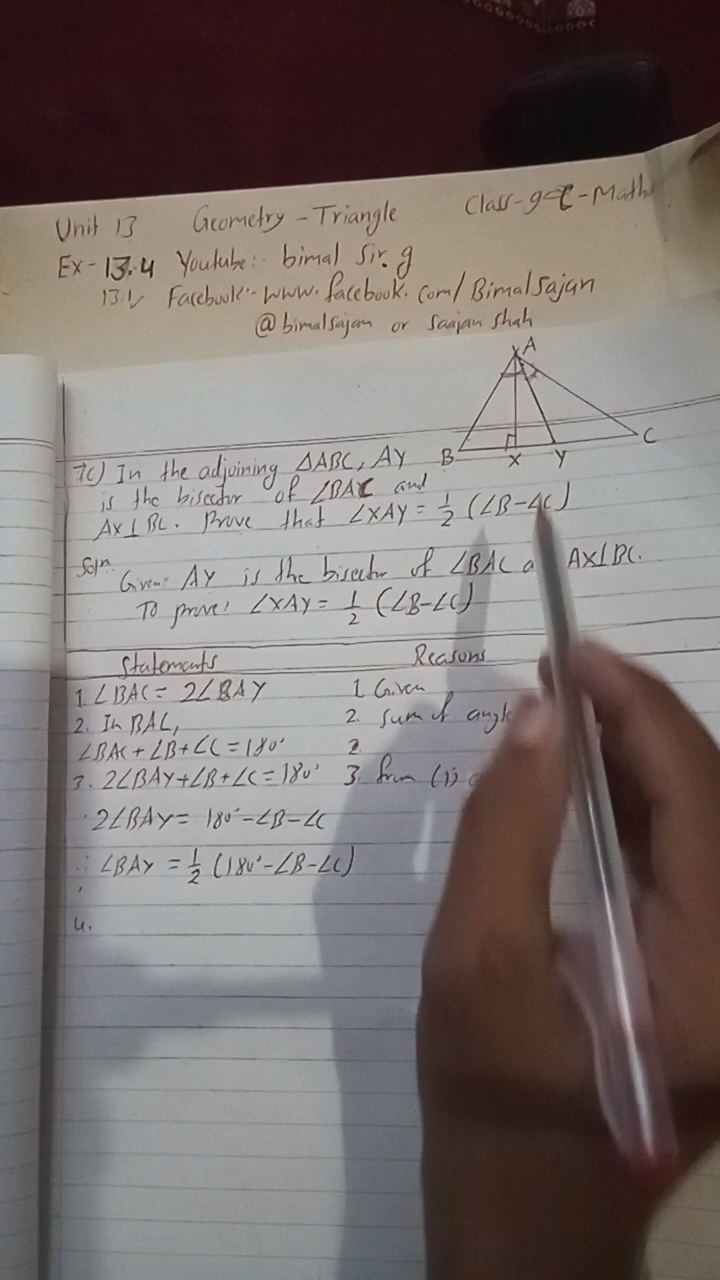 Unit 13 Geometry - Triangle Class-9 - Maths
Ex - 13.4 Youtube:- bimal sir. g
13.1 Facebook:- www.facebook.com/Bimalsajan
@bimalsajan or Saajan Shah
A
B X Y C
7c) In the adjoining ΔABC, AY
is the bisector of ∠BAC and
AX⊥BC. Prove that ∠XAY = 1/2 (∠B-∠C)
Soln
Given: AY is the bisector of ∠BAC AX⊥BC.
To prove: ∠XAY = 1/2 (∠B-∠C)
Statements Reasons
1. ∠BAC = 2∠BAY 1. Given
2. In BAC, 2. sum of
∠BAC + ∠B + ∠C = 180° 2.
3. 2∠BAY + ∠B + ∠C = 180° 3. from (1)
2∠BAY = 180° - ∠B - ∠C
∴ ∠BAY = 1/2 (180° - ∠B - ∠C)
4.